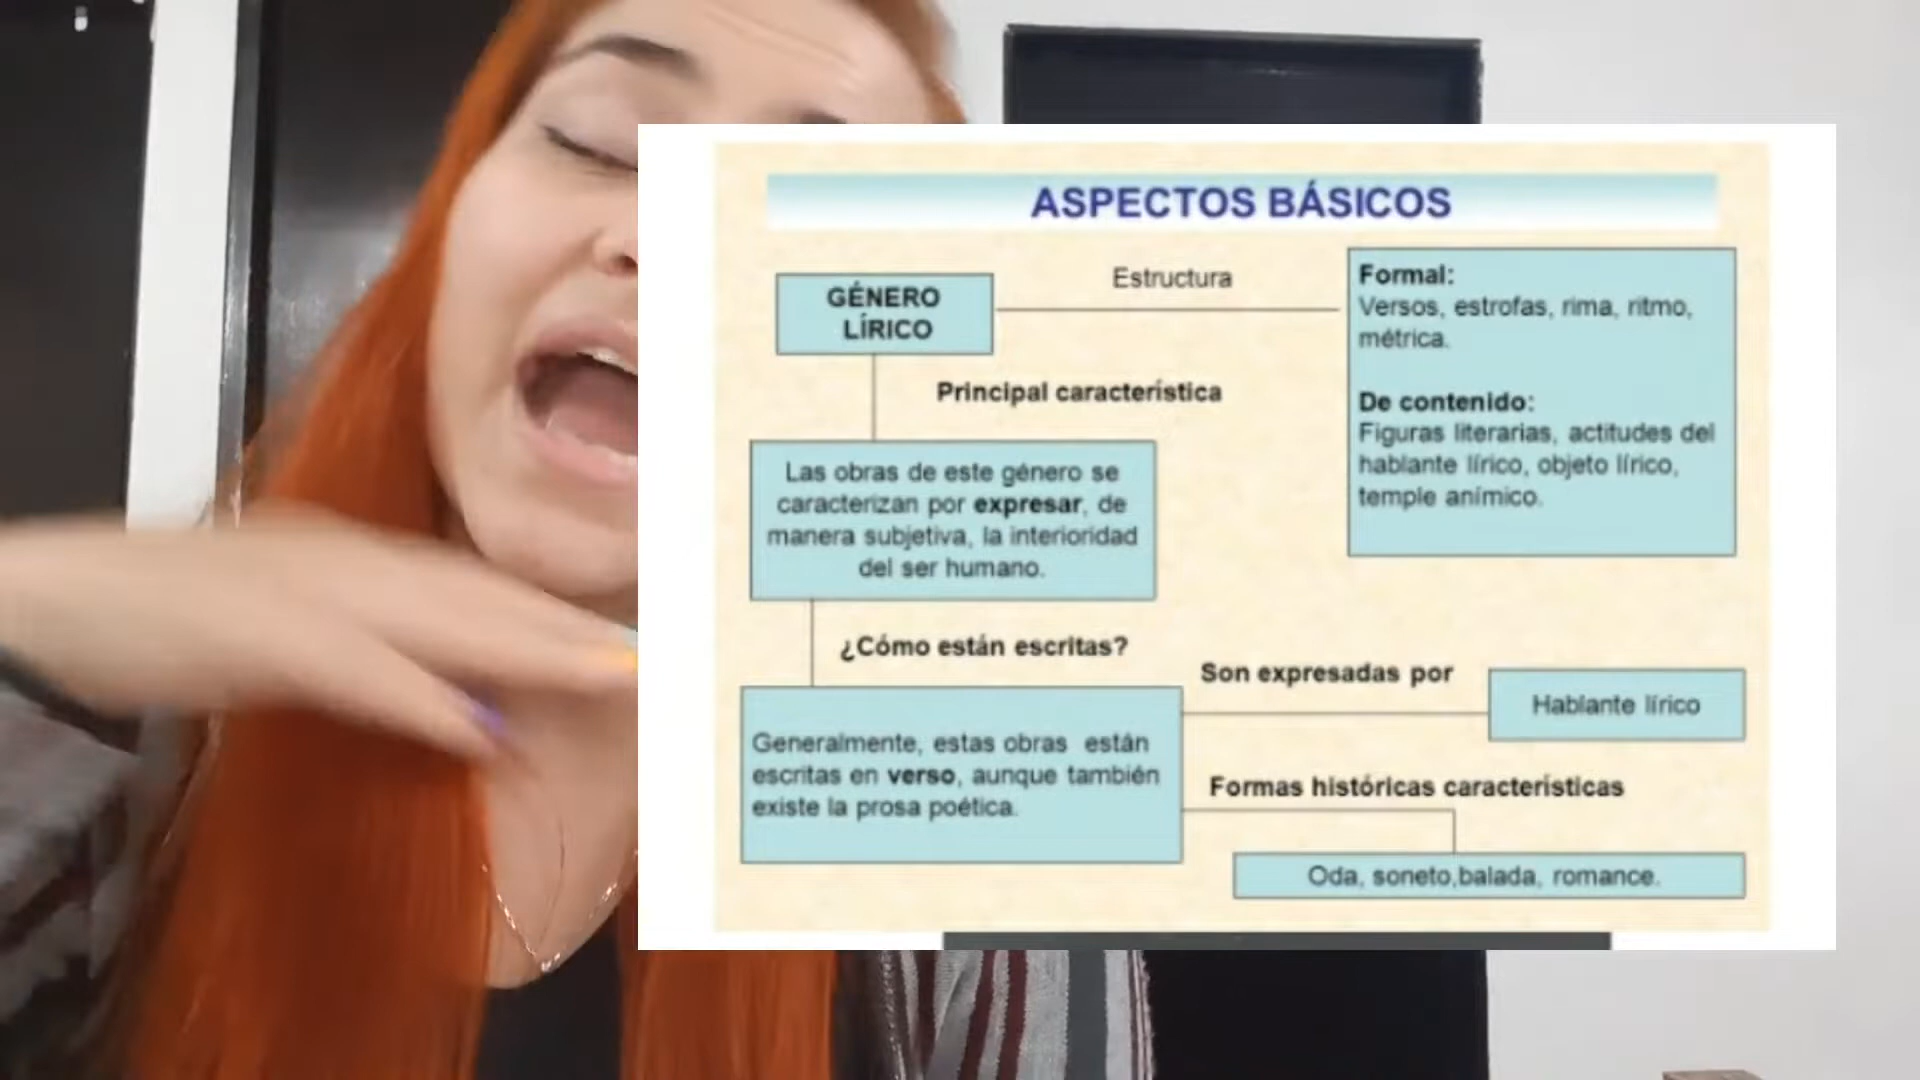 ASPECTOS BÁSICOS
GÉNERO
LÍRICO
Estructura
Formal:
Versos, estrofas, rima, ritmo,
métrica.
De contenido:
Figuras literarias, actitudes del
hablante lírico, objeto lírico,
temple anímico.
Principal característica
Las obras de este género se
caracterizan por expresar, de
manera subjetiva, la interioridad
del ser humano.
¿Cómo están escritas?
Generalmente, estas obras están
escritas en verso, aunque también
existe la prosa poética.
Son expresadas por
Hablante lírico
Formas históricas características
Oda, soneto,balada, romance.